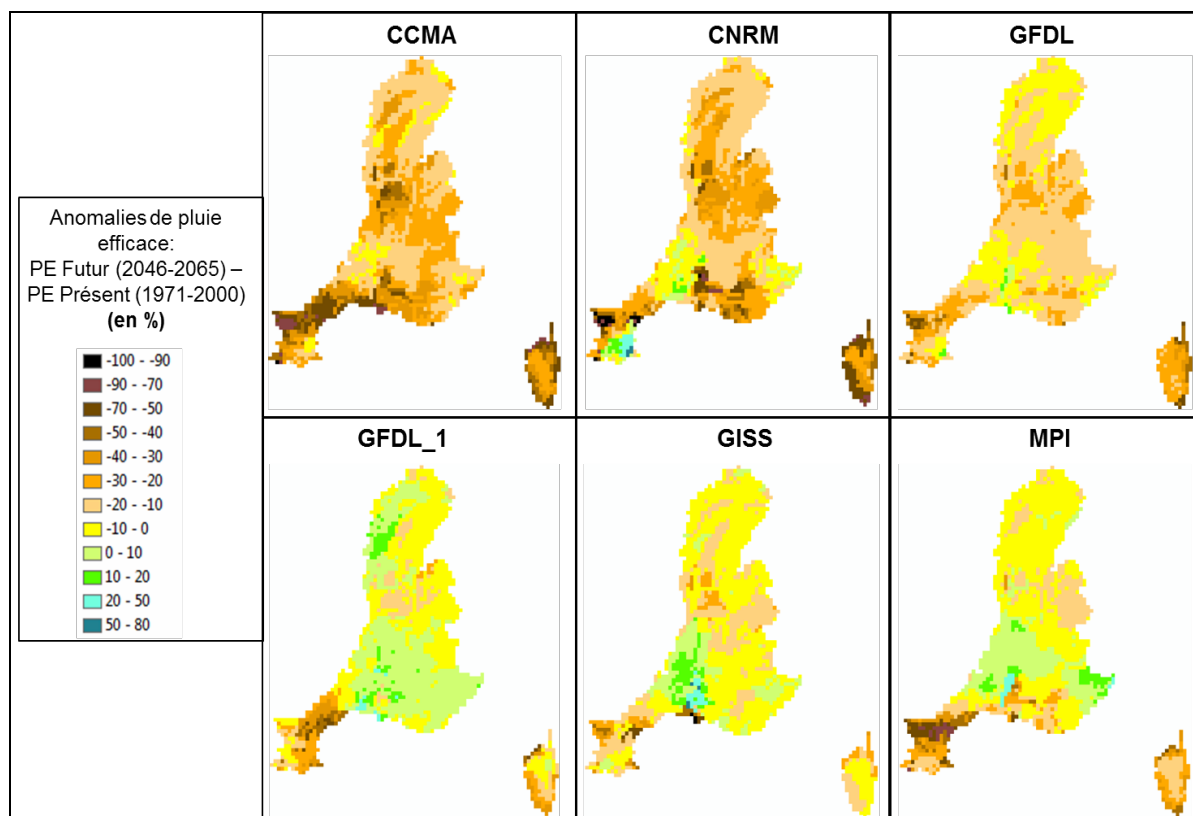 CCMA
CNRM
GFDL
Anomalies de pluie
efficace:
PE Futur (2046-2065) –
PE Présent (1971-2000)
(en %)
-100 - -90
-90 - -70
-70 - -50
-50 - -40
-40 - -30
-30 - -20
-20 - -10
-10 - 0
0 - 10
10 - 20
20 - 50
50 - 80
GFDL_1
GISS
MPI